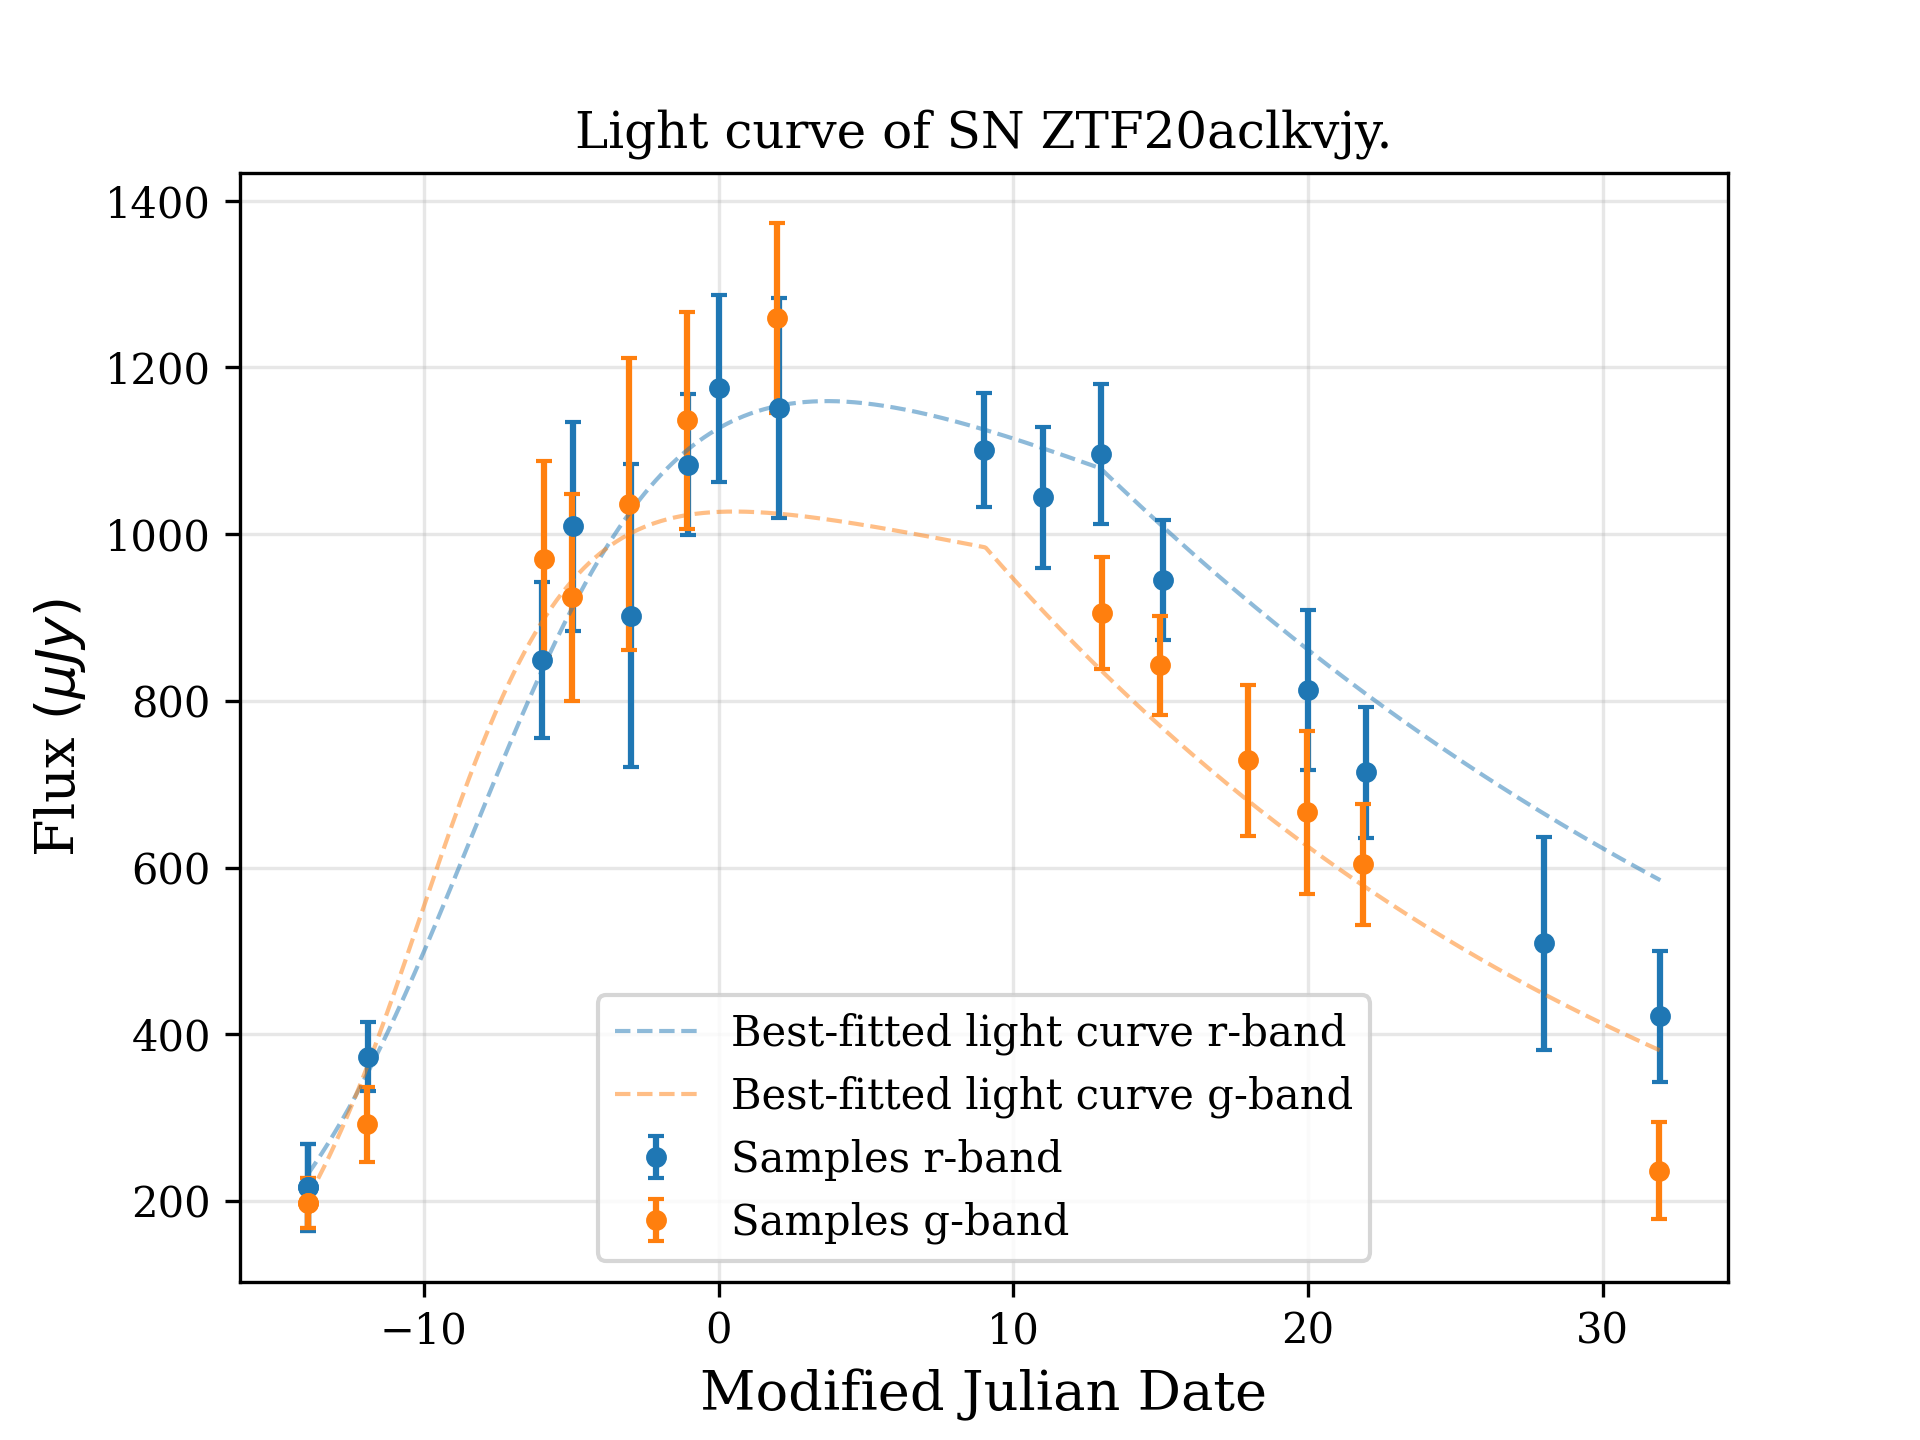 Light curve of SN ZTF20aclkvjy.
1400
1200
1000
800
600
400
200
Flux (μJy)
Best-fitted light curve r-band
Best-fitted light curve g-band
Samples r-band
Samples g-band
−10 0 10 20 30
Modified Julian Date